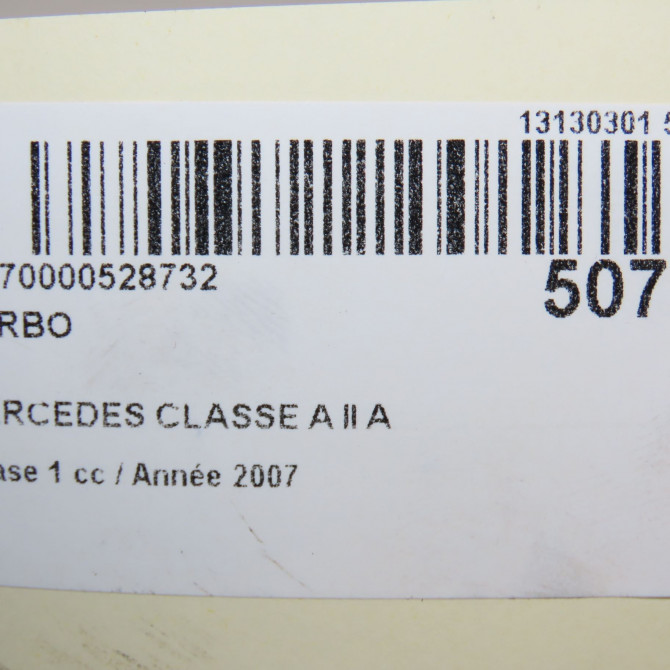 13130301 5
70000528732
507
RBO
RCEDES CLASSE A II A
ase 1 cc / Année 2007